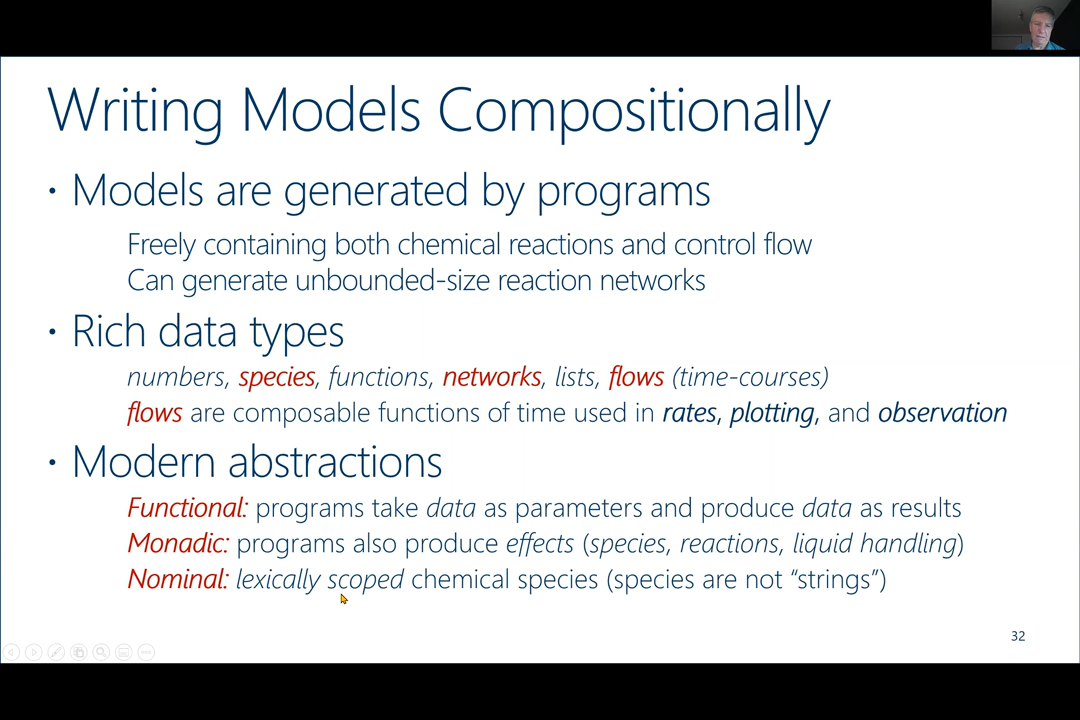 Writing Models Compositionally
· Models are generated by programs
Freely containing both chemical reactions and control flow
Can generate unbounded-size reaction networks
· Rich data types
numbers, species, functions, networks, lists, flows (time-courses)
flows are composable functions of time used in rates, plotting, and observation
· Modern abstractions
Functional: programs take data as parameters and produce data as results
Monadic: programs also produce effects (species, reactions, liquid handling)
Nominal: lexically scoped chemical species (species are not “strings”)
32